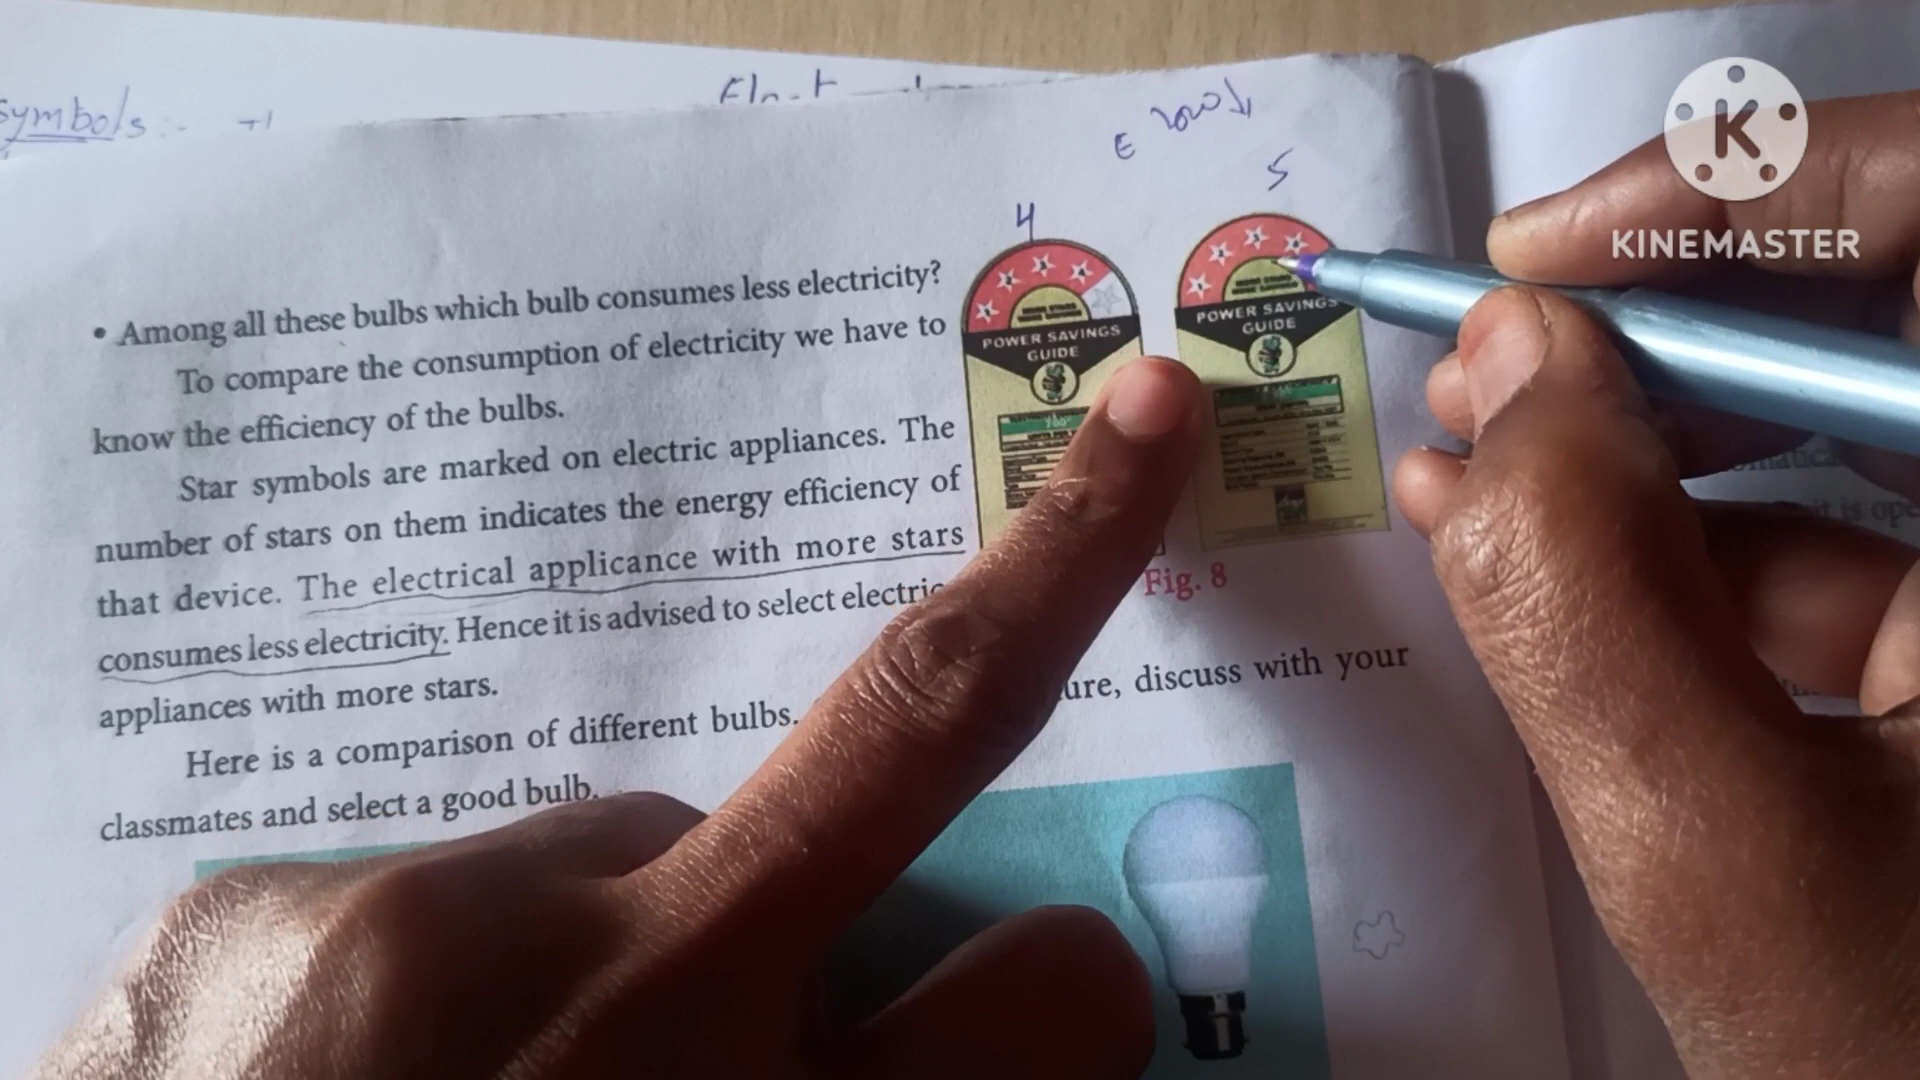 symbols :-
E
4
5
KINEMASTER
• Among all these bulbs which bulb consumes less electricity?
To compare the consumption of electricity we have to
know the efficiency of the bulbs.
Star symbols are marked on electric appliances. The
number of stars on them indicates the energy efficiency of
that device. The electrical applicance with more stars
consumes less electricity. Hence it is advised to select electric
appliances with more stars.
Here is a comparison of different bulbs.
ure, discuss with your
classmates and select a good bulb.
POWER SAVINGS
GUIDE
POWER SAVINGS
GUIDE
Fig. 8
it is ope